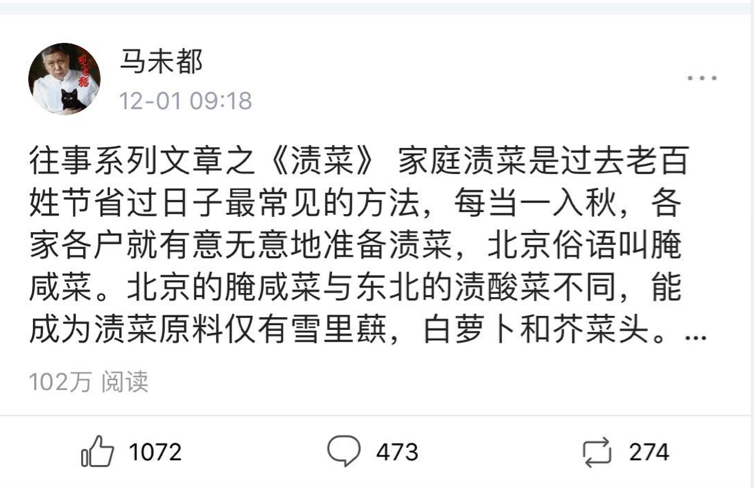 马未都
12-01 09:18
往事系列文章之《渍菜》 家庭渍菜是过去老百
姓节省过日子最常见的方法，每当一入秋，各
家各户就有意无意地准备渍菜，北京俗语叫腌
咸菜。北京的腌咸菜与东北的渍酸菜不同，能
成为渍菜原料仅有雪里蕻，白萝卜和芥菜头。...
102万 阅读
1072
473
274